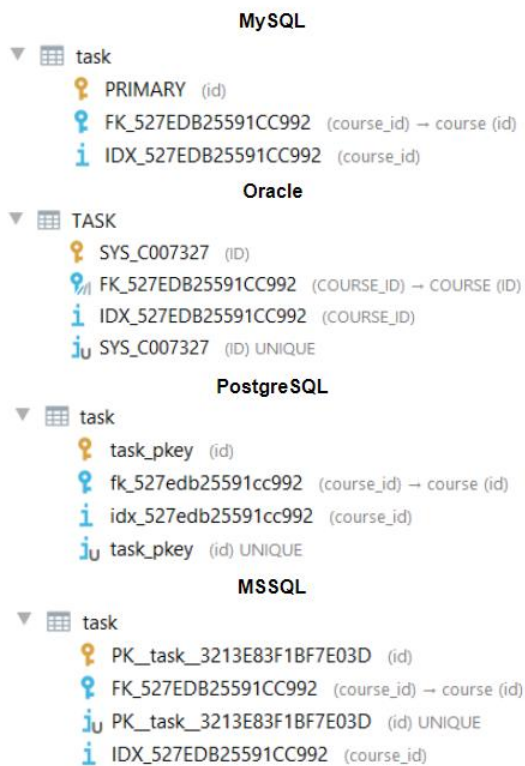 MySQL
task
PRIMARY (id)
FK_527EDB25591CC992 (course_id) → course (id)
IDX_527EDB25591CC992 (course_id)
Oracle
TASK
SYS_C007327 (ID)
FK_527EDB25591CC992 (COURSE_ID) → COURSE (ID)
IDX_527EDB25591CC992 (COURSE_ID)
SYS_C007327 (ID) UNIQUE
PostgreSQL
task
task_pkey (id)
fk_527edb25591cc992 (course_id) → course (id)
idx_527edb25591cc992 (course_id)
task_pkey (id) UNIQUE
MSSQL
task
PK__task__3213E83F1BF7E03D (id)
FK_527EDB25591CC992 (course_id) → course (id)
PK__task__3213E83F1BF7E03D (id) UNIQUE
IDX_527EDB25591CC992 (course_id)